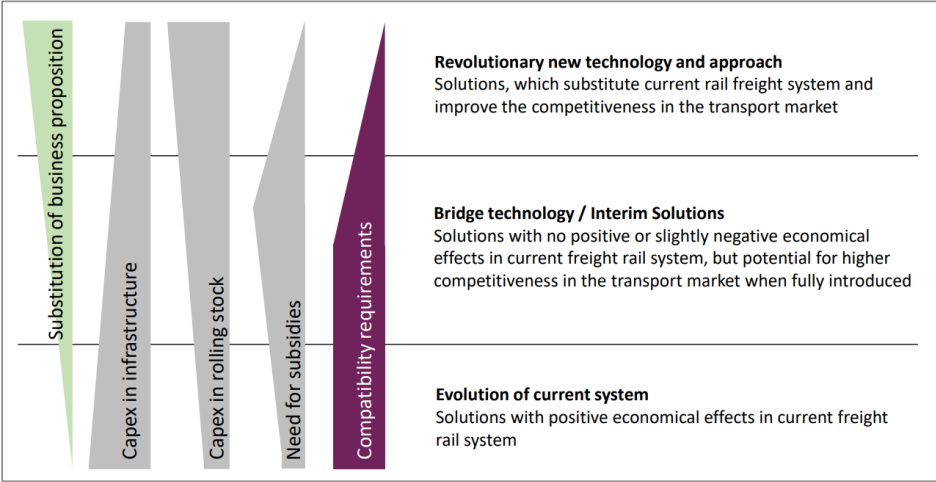 Substitution of business proposition
Capex in infrastructure
Capex in rolling stock
Need for subsidies
Compatibility requirements
Revolutionary new technology and approach
Solutions, which substitute current rail freight system and
improve the competitiveness in the transport market
Bridge technology / Interim Solutions
Solutions with no positive or slightly negative economical
effects in current freight rail system, but potential for higher
competitiveness in the transport market when fully introduced
Evolution of current system
Solutions with positive economical effects in current freight
rail system